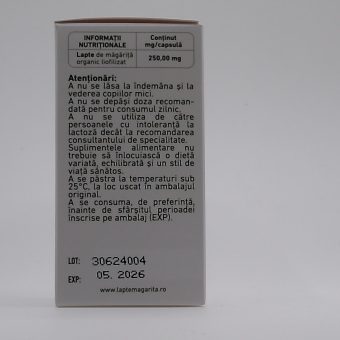 INFORMAȚII NUTRIȚIONALE
Conținut mg/capsulă
Lapte de măgăriță organic liofilizat
250,00 mg
Atenționări:
A nu se lăsa la îndemâna și la
vederea copiilor mici.
A nu se depăși doza recoman-
dată pentru consumul zilnic.
A nu se utiliza de către
persoanele cu intoleranță la
lactoză decât la recomandarea
consultantului de specialitate.
Suplimentele alimentare nu
trebuie să înlocuiască o dietă
variată, echilibrată și un stil de
viață sănătos.
A se păstra la temperaturi sub
25°C, la loc uscat în ambalajul
original.
A se consuma, de preferință,
înainte de sfârșitul perioadei
înscrise pe ambalaj (EXP).
LOT: 30624004
EXP: 05. 2026
www.laptemagarita.ro